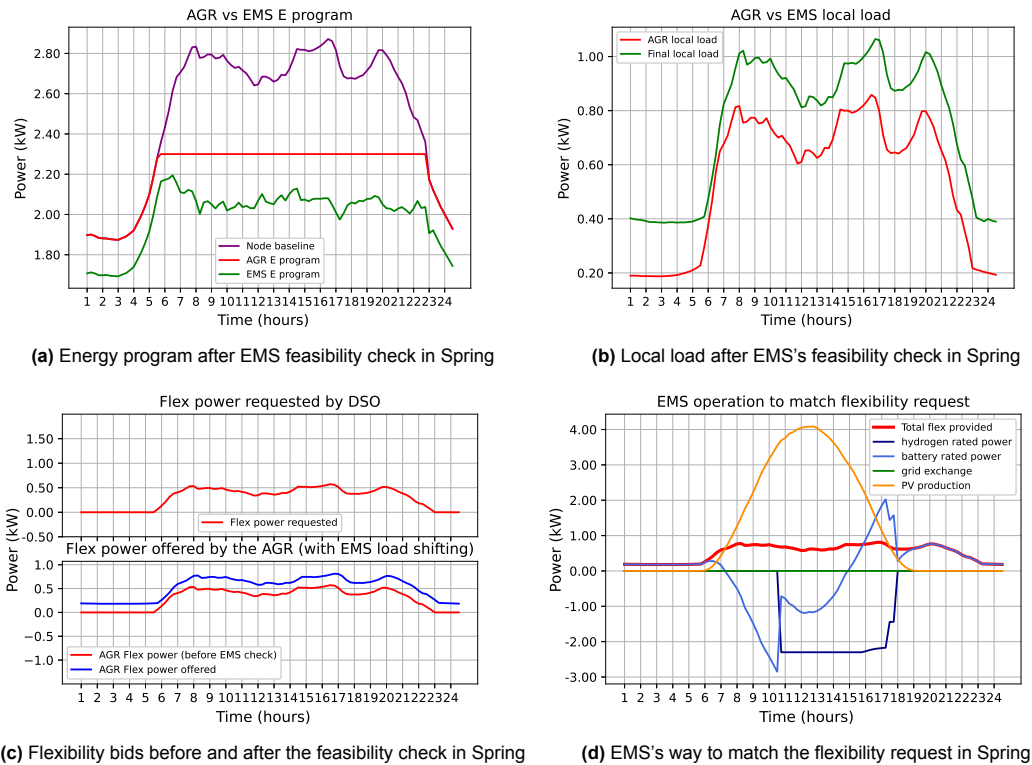 AGR vs EMS E program
2.80
2.60
2.40
2.20
2.00
1.80
Power (kW)
Node baseline
AGR E program
EMS E program
1 2 3 4 5 6 7 8 9 101112131415161718192021222324
Time (hours)
(a) Energy program after EMS feasibility check in Spring
AGR vs EMS local load
1.00
0.80
0.60
0.40
0.20
Power (kW)
AGR local load
Final local load
1 2 3 4 5 6 7 8 9 101112131415161718192021222324
Time (hours)
(b) Local load after EMS's feasibility check in Spring
Flex power requested by DSO
1.50
1.00
0.50
0.00
-0.50
Flex power requested
Power (kW)
Flex power offered by the AGR (with EMS load shifting)
1.0
0.5
0.0
−0.5
−1.0
AGR Flex power (before EMS check)
AGR Flex power offered
1 2 3 4 5 6 7 8 9 101112131415161718192021222324
Time (hours)
(c) Flexibility bids before and after the feasibility check in Spring
EMS operation to match flexibility request
4.00
3.00
2.00
1.00
0.00
-1.00
-2.00
-3.00
Power (kW)
Total flex provided
hydrogen rated power
battery rated power
grid exchange
PV production
1 2 3 4 5 6 7 8 9 101112131415161718192021222324
Time (hours)
(d) EMS's way to match the flexibility request in Spring